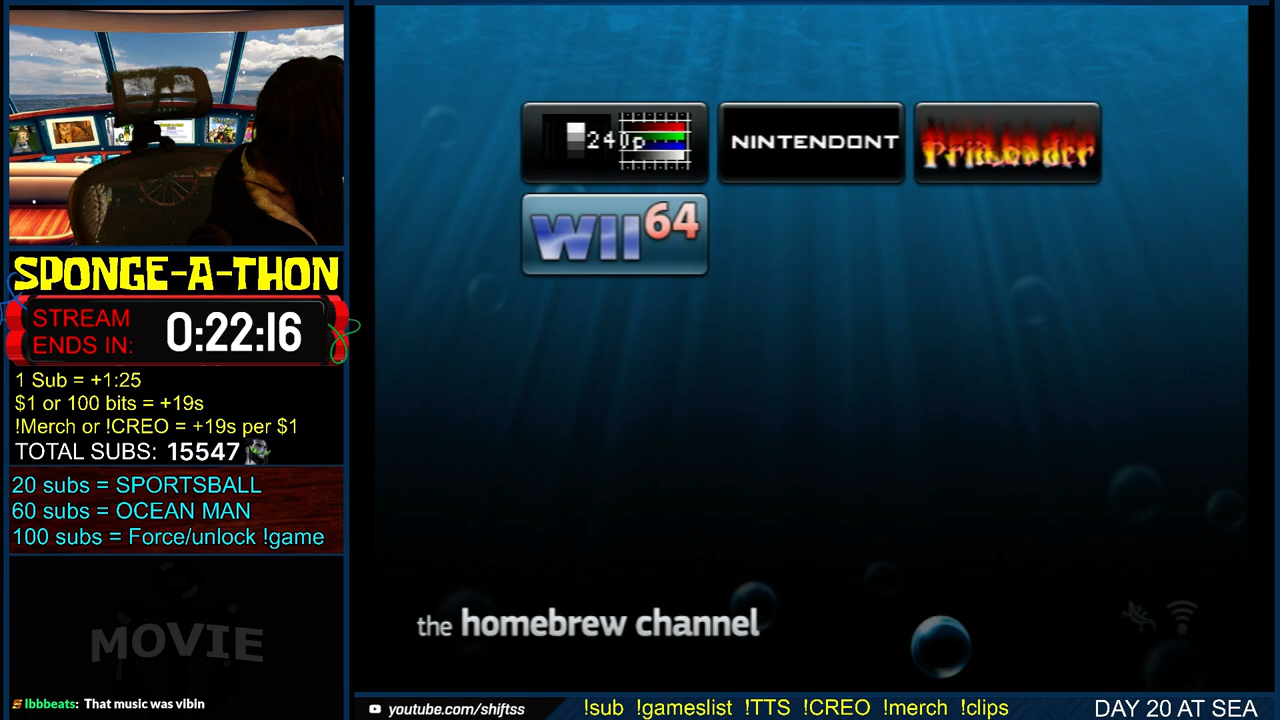 240p
NINTENDONT
PriiLoader
WII64
SPONGE-A-THON
STREAM
ENDS IN:
0:22:16
1 Sub = +1:25
$1 or 100 bits = +19s
!Merch or !CREO = +19s per $1
TOTAL SUBS: 15547
20 subs = SPORTSBALL
60 subs = OCEAN MAN
100 subs = Force/unlock !game
MOVIE
lbbbeats: That music was vibin
the homebrew channel
youtube.com/shiftss
!sub !gameslist !TTS !CREO !merch !clips
DAY 20 AT SEA